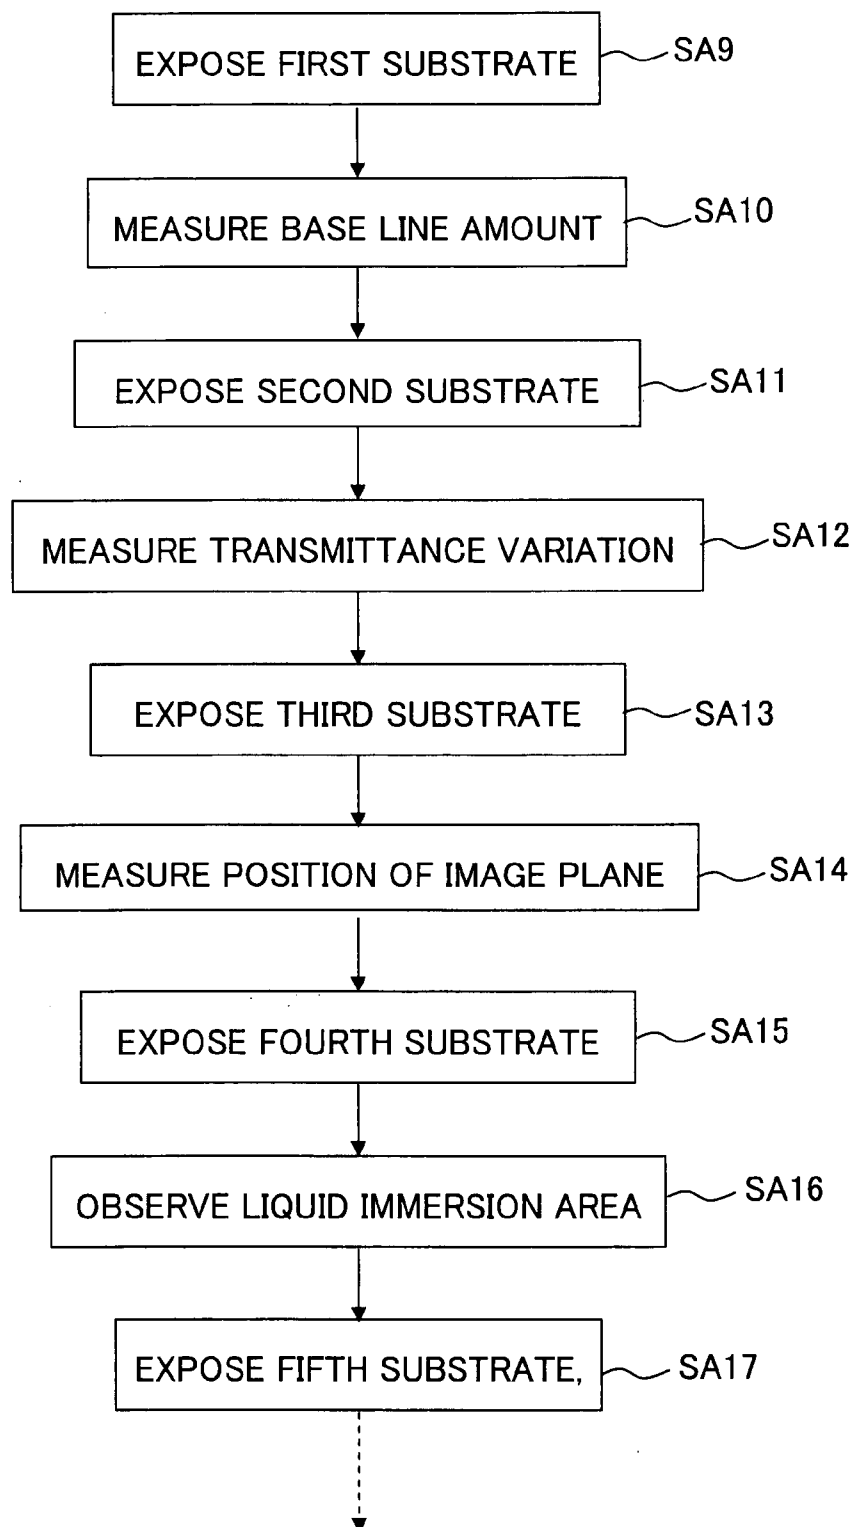 EXPOSE FIRST SUBSTRATE SA9
MEASURE BASE LINE AMOUNT SA10
EXPOSE SECOND SUBSTRATE SA11
MEASURE TRANSMITTANCE VARIATION SA12
EXPOSE THIRD SUBSTRATE SA13
MEASURE POSITION OF IMAGE PLANE SA14
EXPOSE FOURTH SUBSTRATE SA15
OBSERVE LIQUID IMMERSION AREA SA16
EXPOSE FIFTH SUBSTRATE, SA17